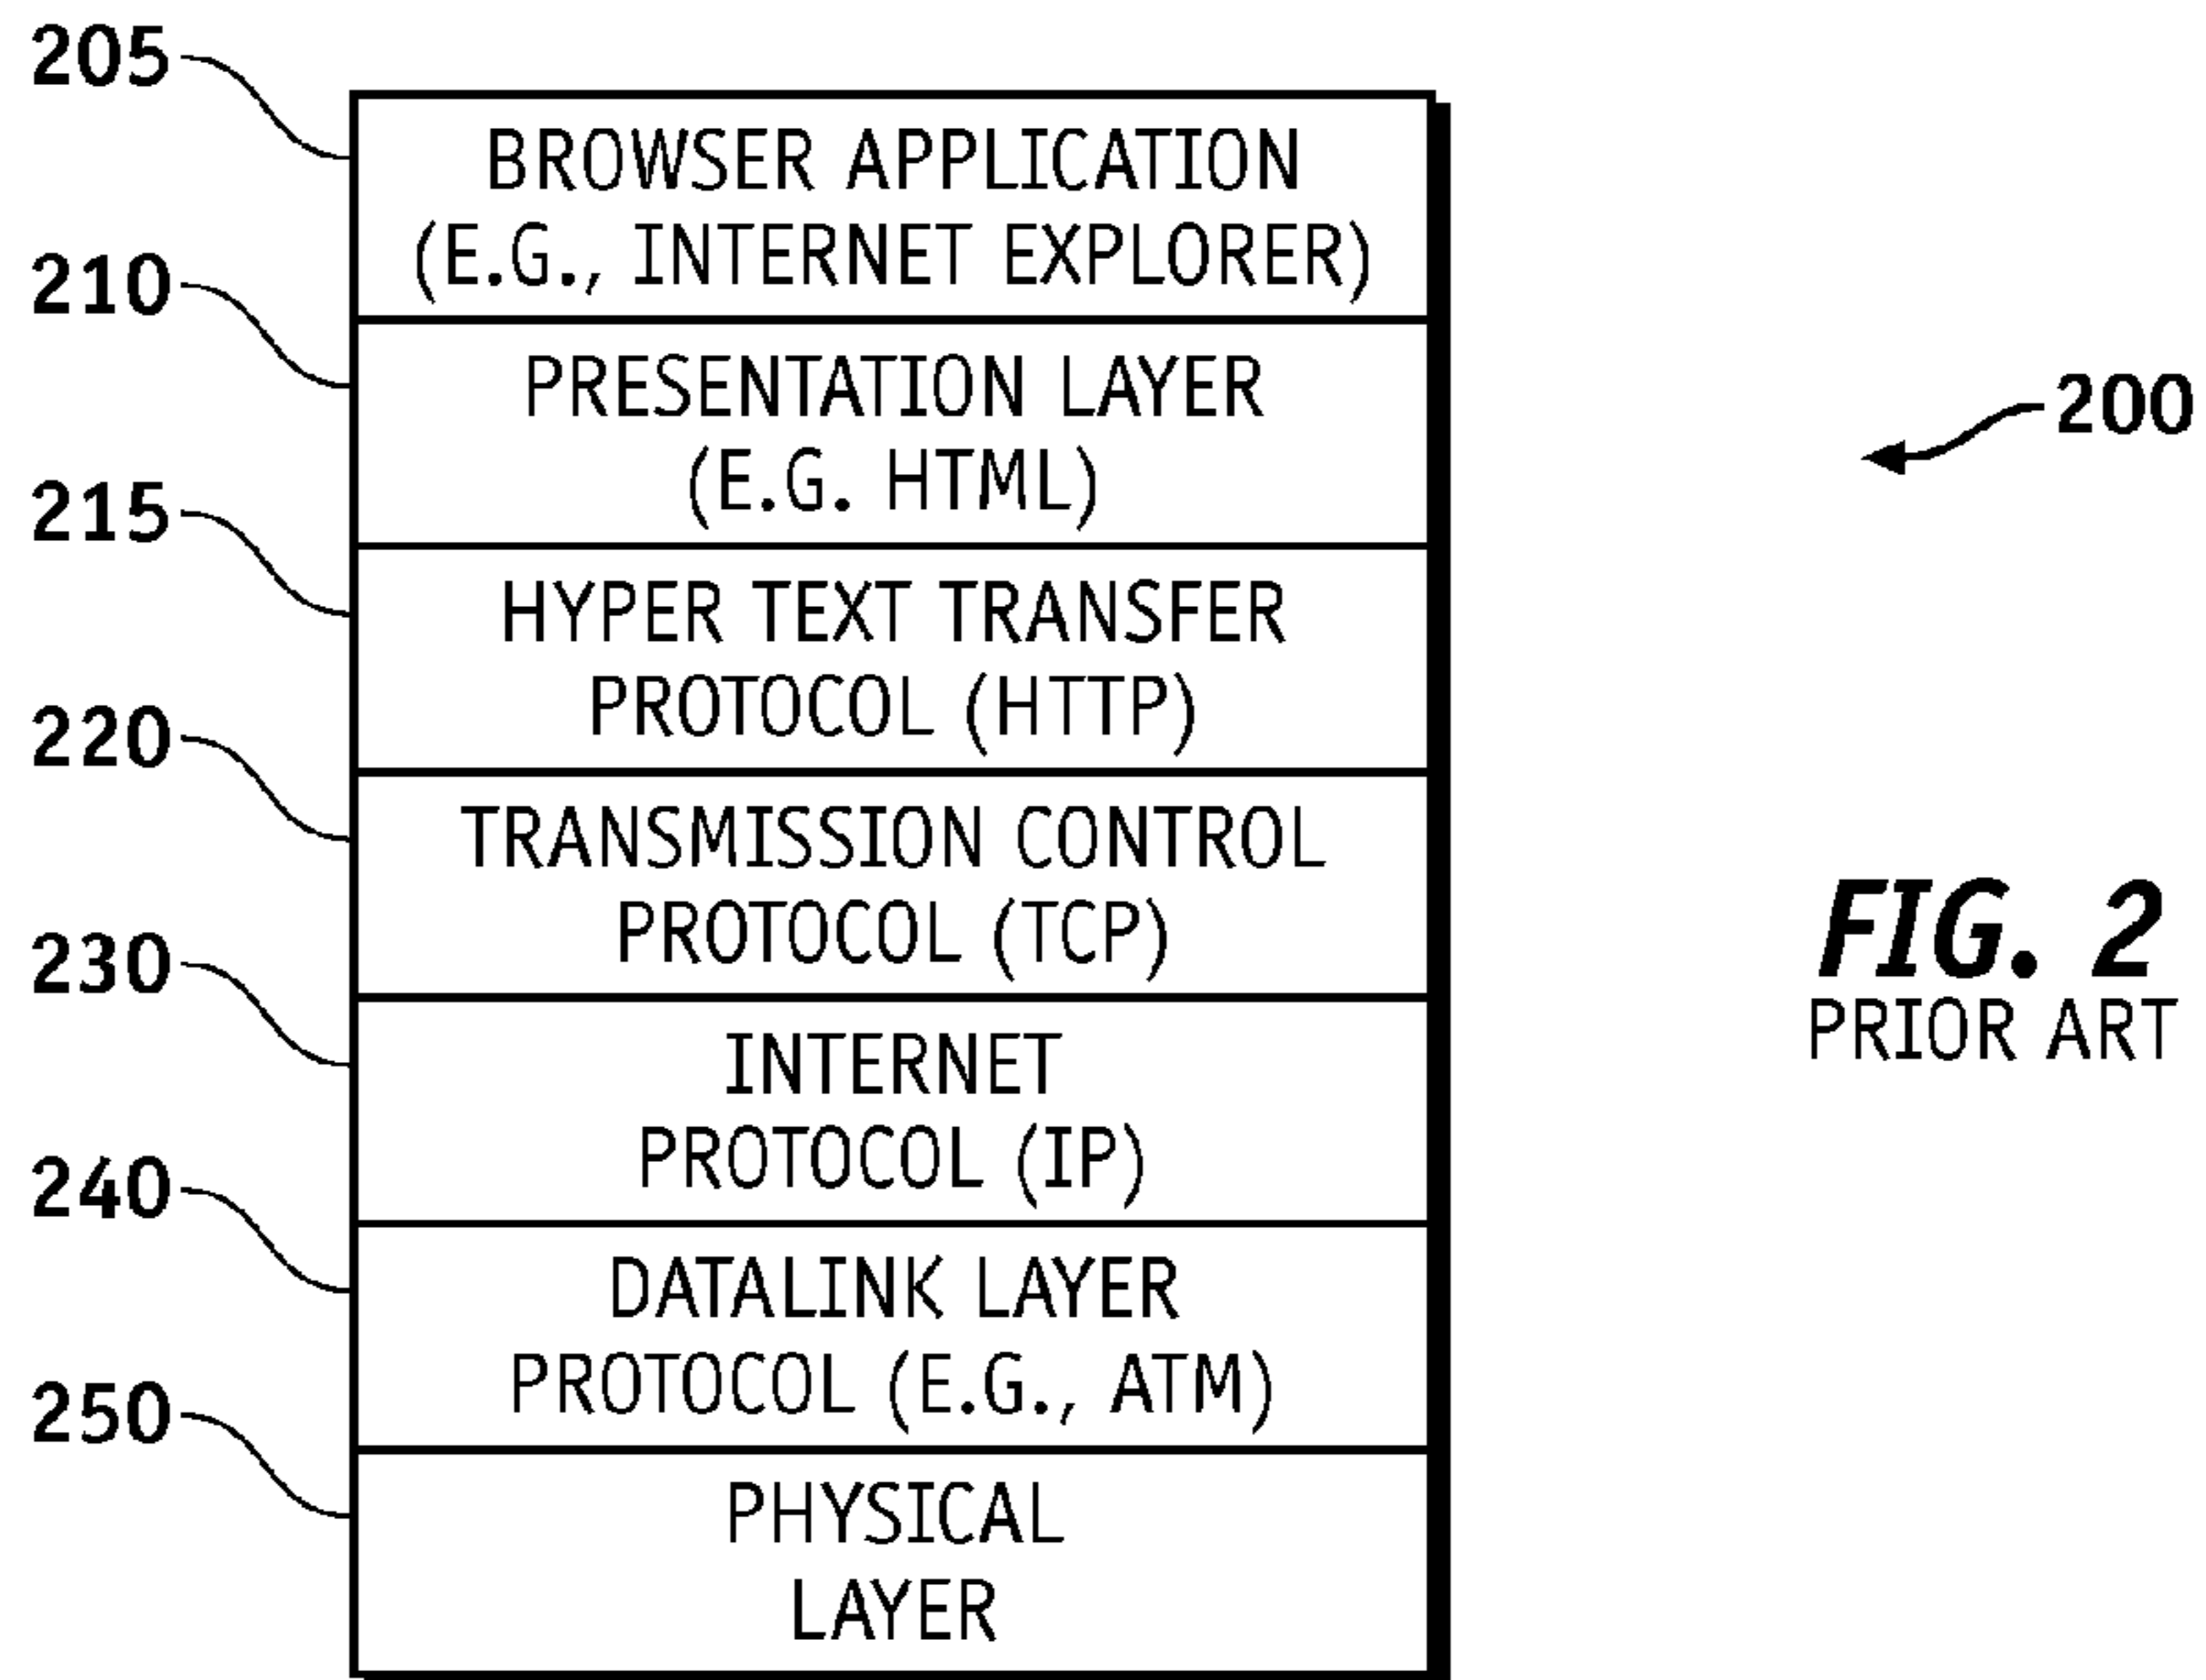 205
BROWSER APPLICATION
(E.G., INTERNET EXPLORER)
210
PRESENTATION LAYER
(E.G. HTML)
200
215
HYPER TEXT TRANSFER
PROTOCOL (HTTP)
220
TRANSMISSION CONTROL
PROTOCOL (TCP)
FIG. 2
PRIOR ART
230
INTERNET
PROTOCOL (IP)
240
DATALINK LAYER
PROTOCOL (E.G., ATM)
250
PHYSICAL
LAYER